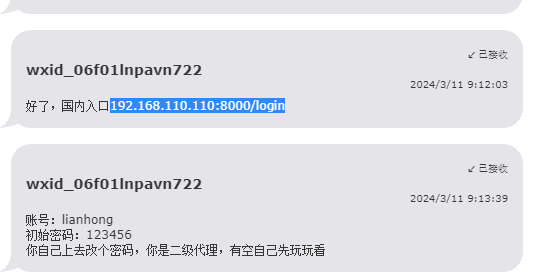 ↙ 已接收
wxid_06f01lnpavn722
2024/3/11 9:12:03
好了，国内入口192.168.110.110:8000/login
↙ 已接收
wxid_06f01lnpavn722
2024/3/11 9:13:39
账号：lianhong
初始密码：123456
你自己上去改个密码，你是二级代理，有空自己先玩玩看